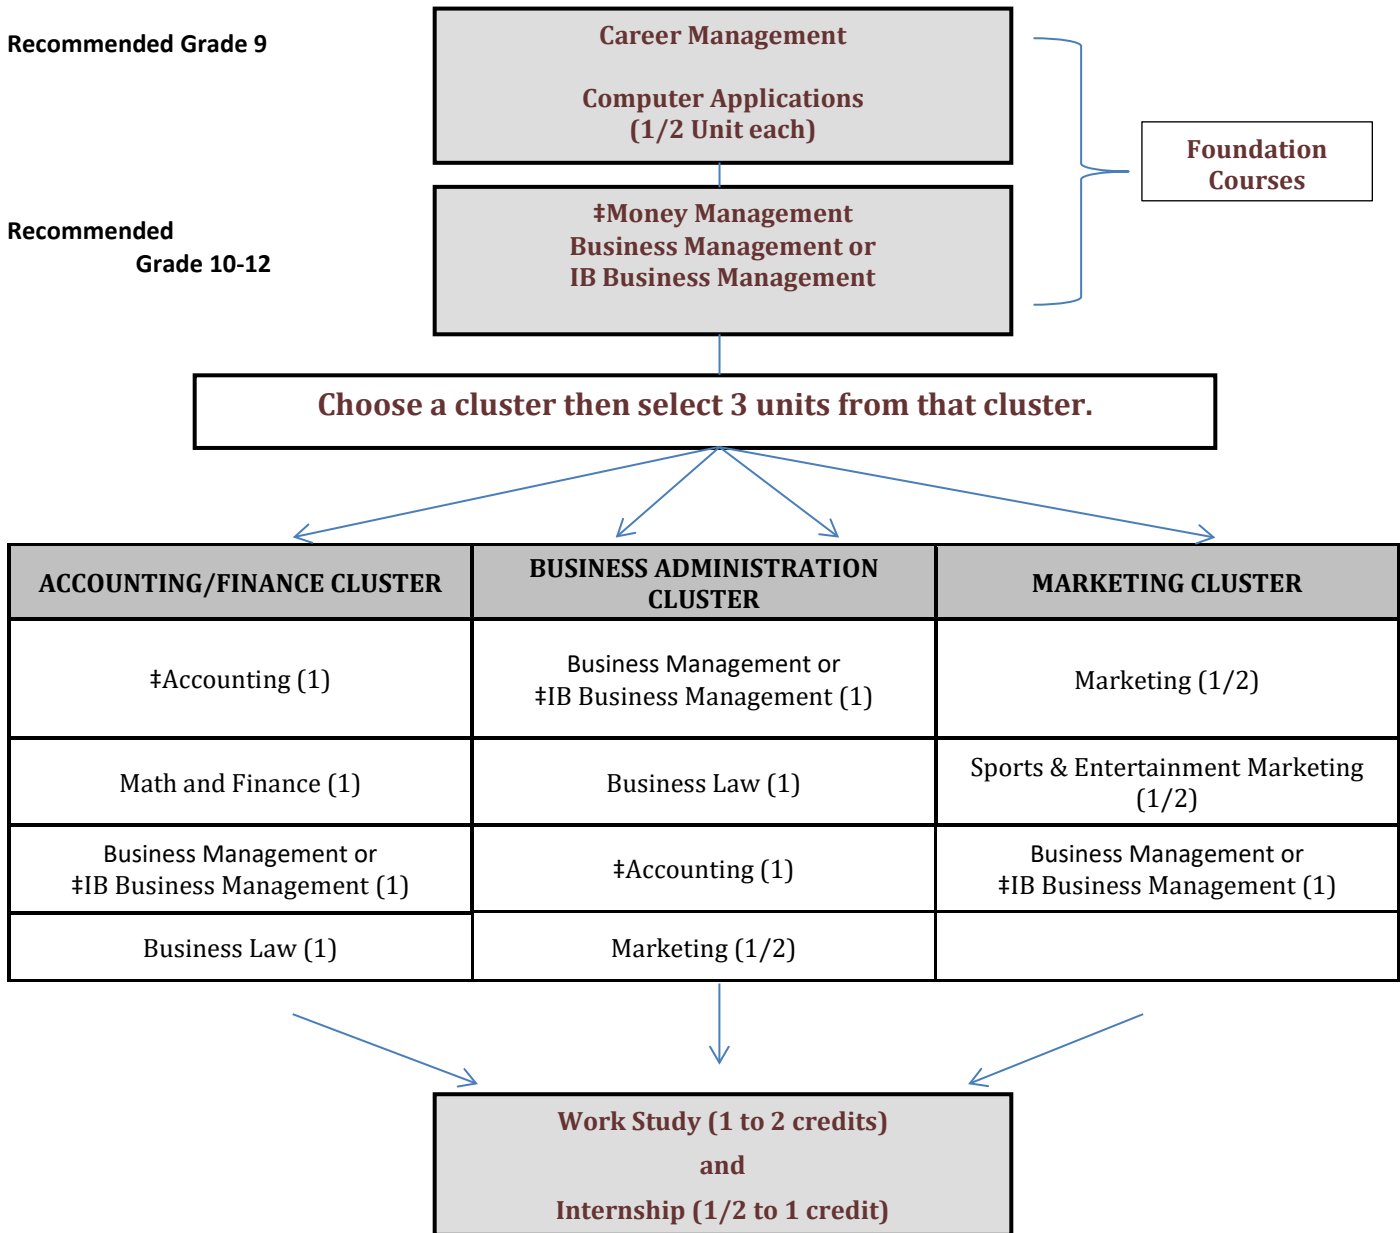 Recommended Grade 9
Career Management
Computer Applications
(1/2 Unit each)
Foundation
Courses
Recommended
Grade 10-12
‡Money Management
Business Management or
IB Business Management
Choose a cluster then select 3 units from that cluster.
ACCOUNTING/FINANCE CLUSTER
BUSINESS ADMINISTRATION
CLUSTER
MARKETING CLUSTER
‡Accounting (1)
Business Management or
‡IB Business Management (1)
Marketing (1/2)
Math and Finance (1)
Business Law (1)
Sports & Entertainment Marketing
(1/2)
Business Management or
‡IB Business Management (1)
‡Accounting (1)
Business Management or
‡IB Business Management (1)
Business Law (1)
Marketing (1/2)
Work Study (1 to 2 credits)
and
Internship (1/2 to 1 credit)